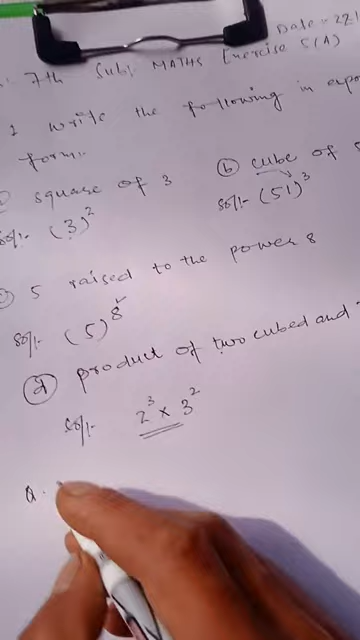 Date = 22
7th Sub: MATHS Exercise 5(A)
1 write the following in expo
form:
square of 3 (b) cube of 5
Sol:- (3)² Sol:- (51)³
5 raised to the power 8
Sol:- (5)⁸
(d) product of two cubed and
Sol:- 2³ × 3²
Q.